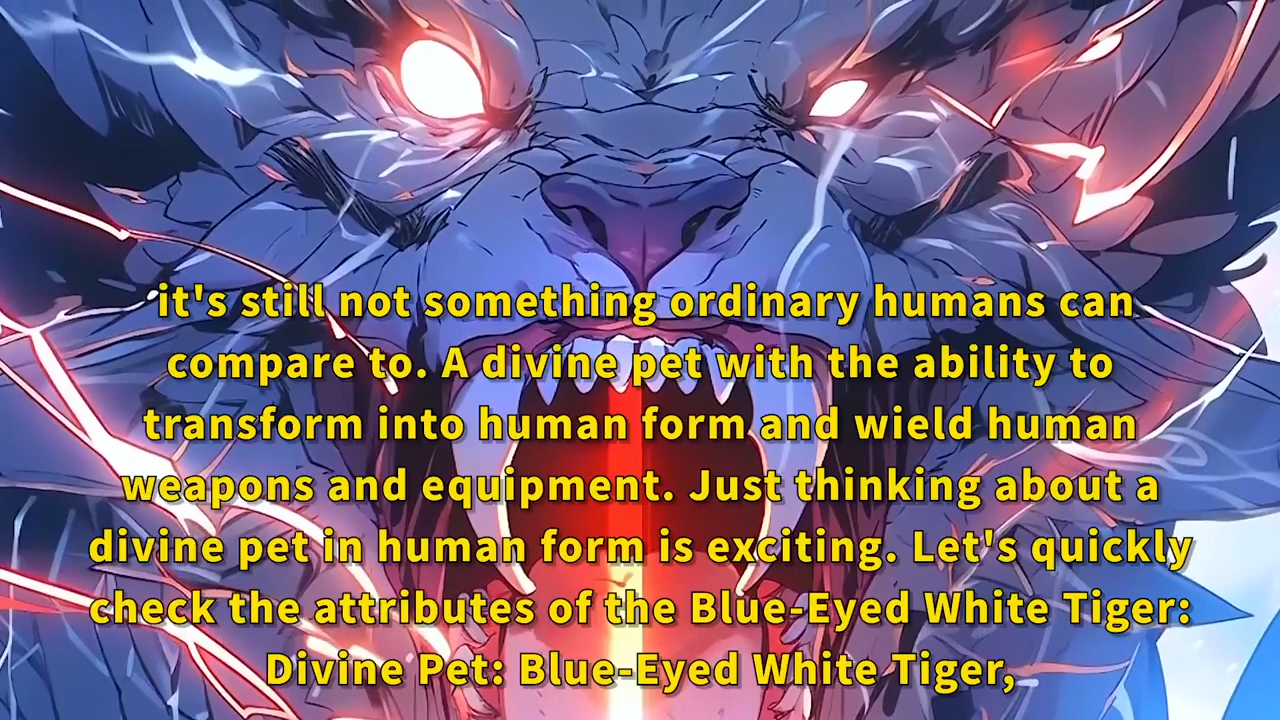 it's still not something ordinary humans can
compare to. A divine pet with the ability to
transform into human form and wield human
weapons and equipment. Just thinking about a
divine pet in human form is exciting. Let's quickly
check the attributes of the Blue-Eyed White Tiger:
Divine Pet: Blue-Eyed White Tiger,